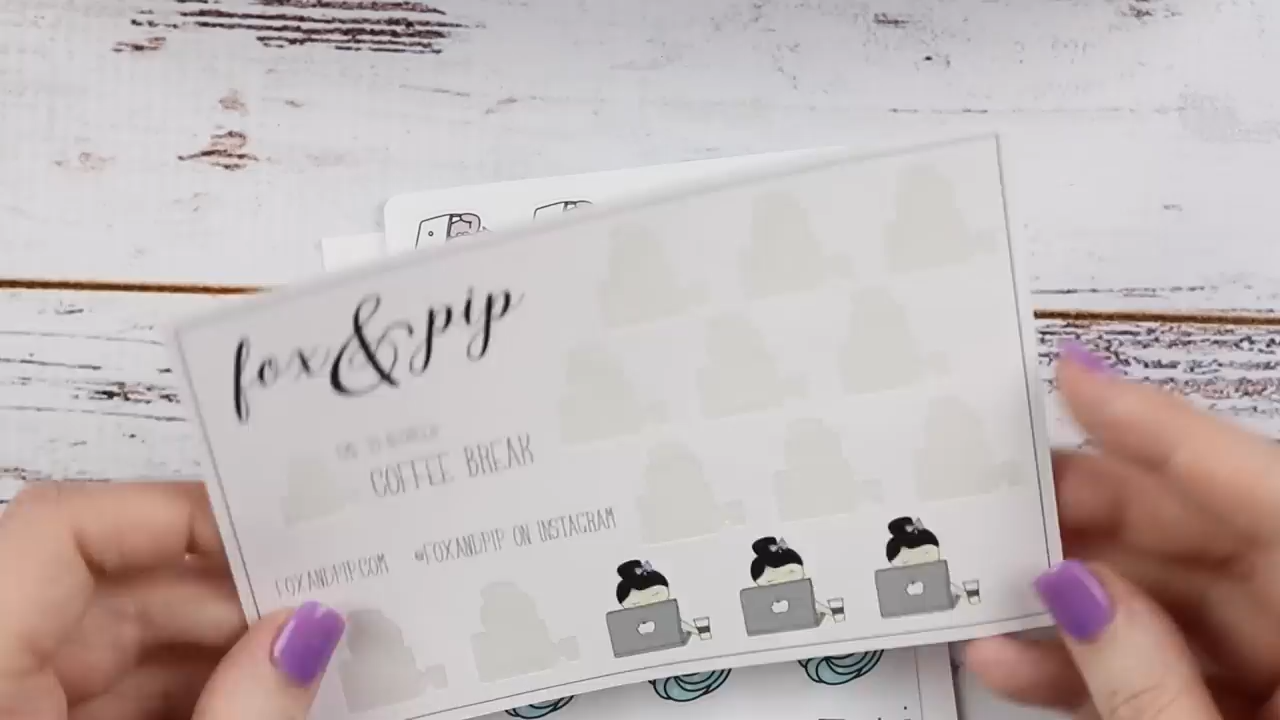 fox & pip
COFFEE BREAK
FOXANDPIP.COM @FOXANDPIP ON INSTAGRAM